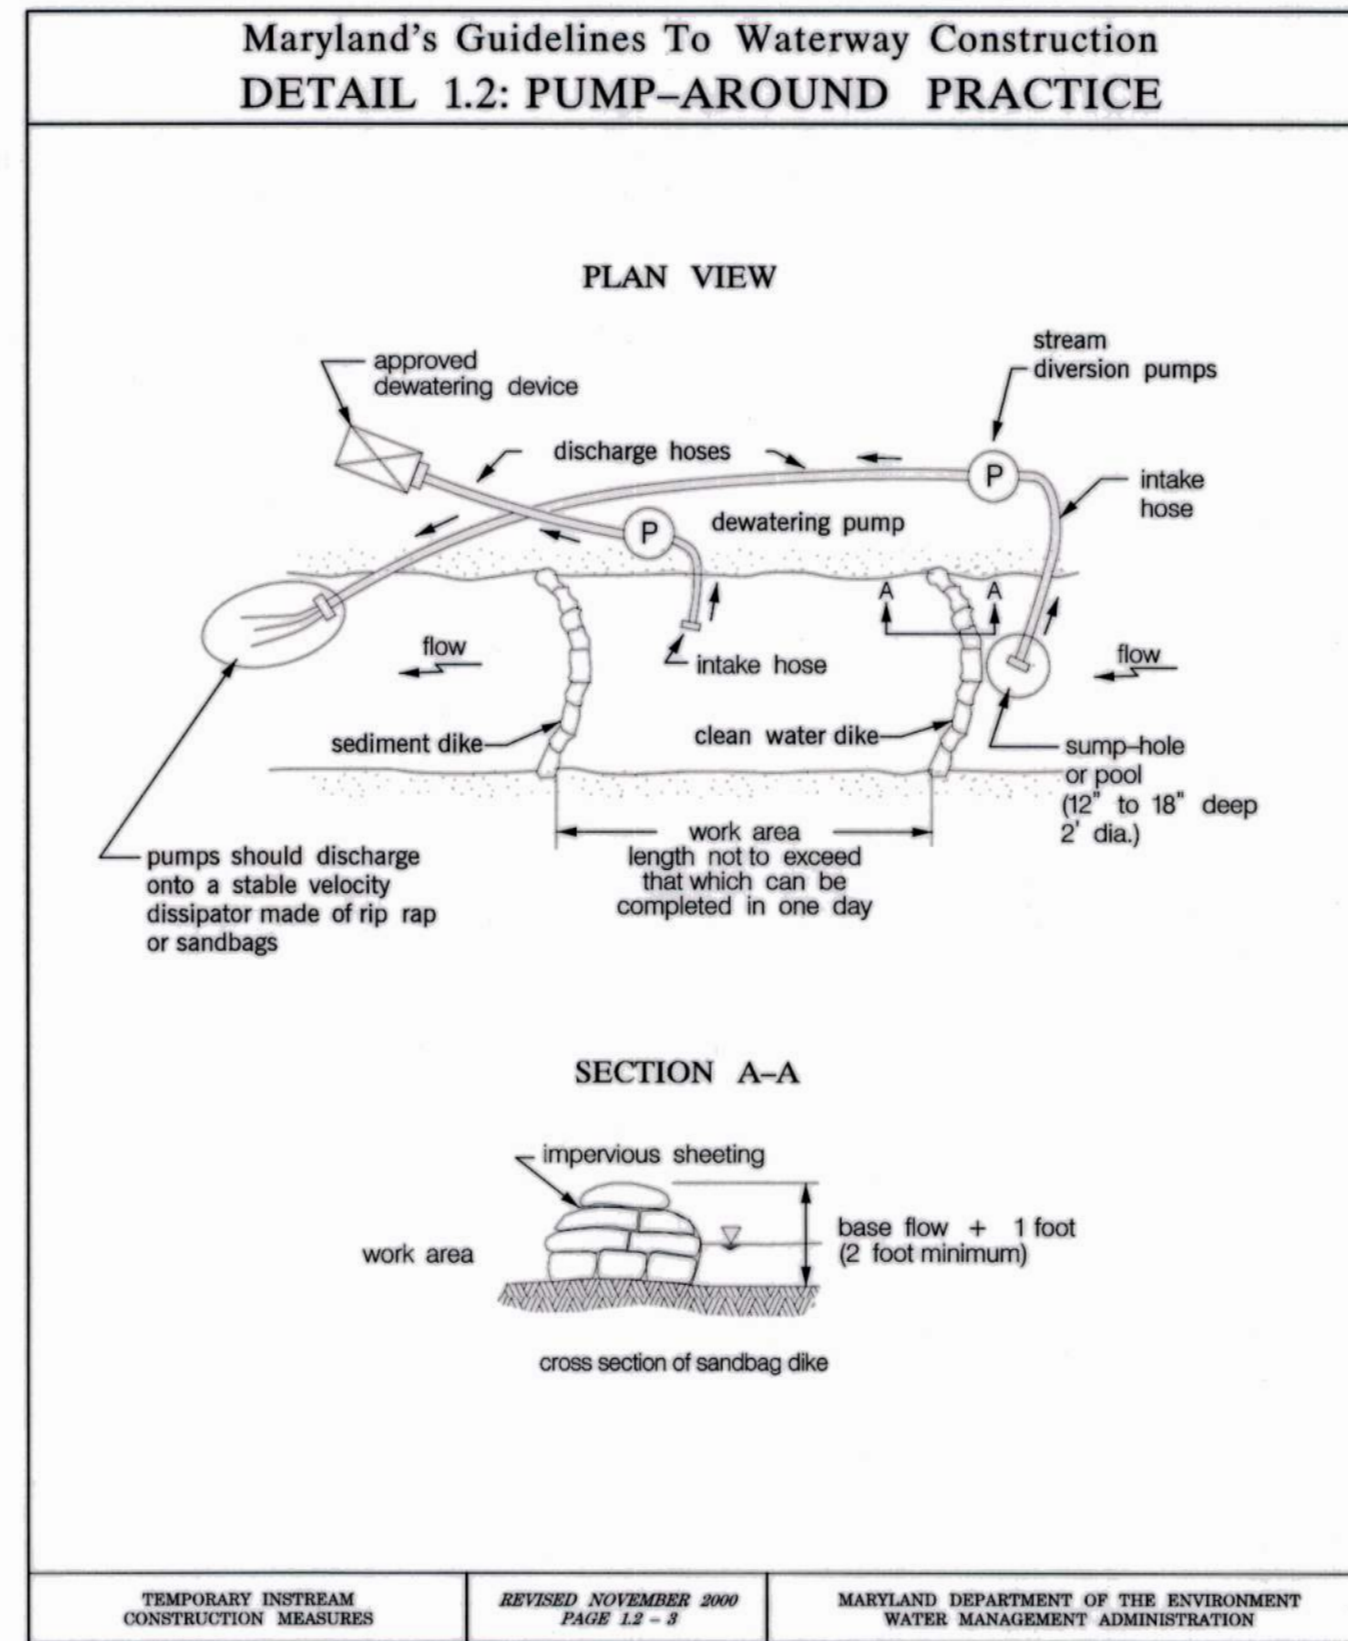 Maryland's Guidelines To Waterway Construction
DETAIL 1.2: PUMP–AROUND PRACTICE
PLAN VIEW
stream
diversion pumps
approved
dewatering device
discharge hoses
P
intake
hose
P
dewatering pump
A A
flow
intake hose
flow
sediment dike
clean water dike
sump–hole
or pool
(12" to 18" deep
2' dia.)
work area
length not to exceed
that which can be
completed in one day
pumps should discharge
onto a stable velocity
dissipator made of rip rap
or sandbags
SECTION A–A
impervious sheeting
work area
base flow + 1 foot
(2 foot minimum)
cross section of sandbag dike
TEMPORARY INSTREAM
CONSTRUCTION MEASURES
REVISED NOVEMBER 2000
PAGE 1.2 – 3
MARYLAND DEPARTMENT OF THE ENVIRONMENT
WATER MANAGEMENT ADMINISTRATION